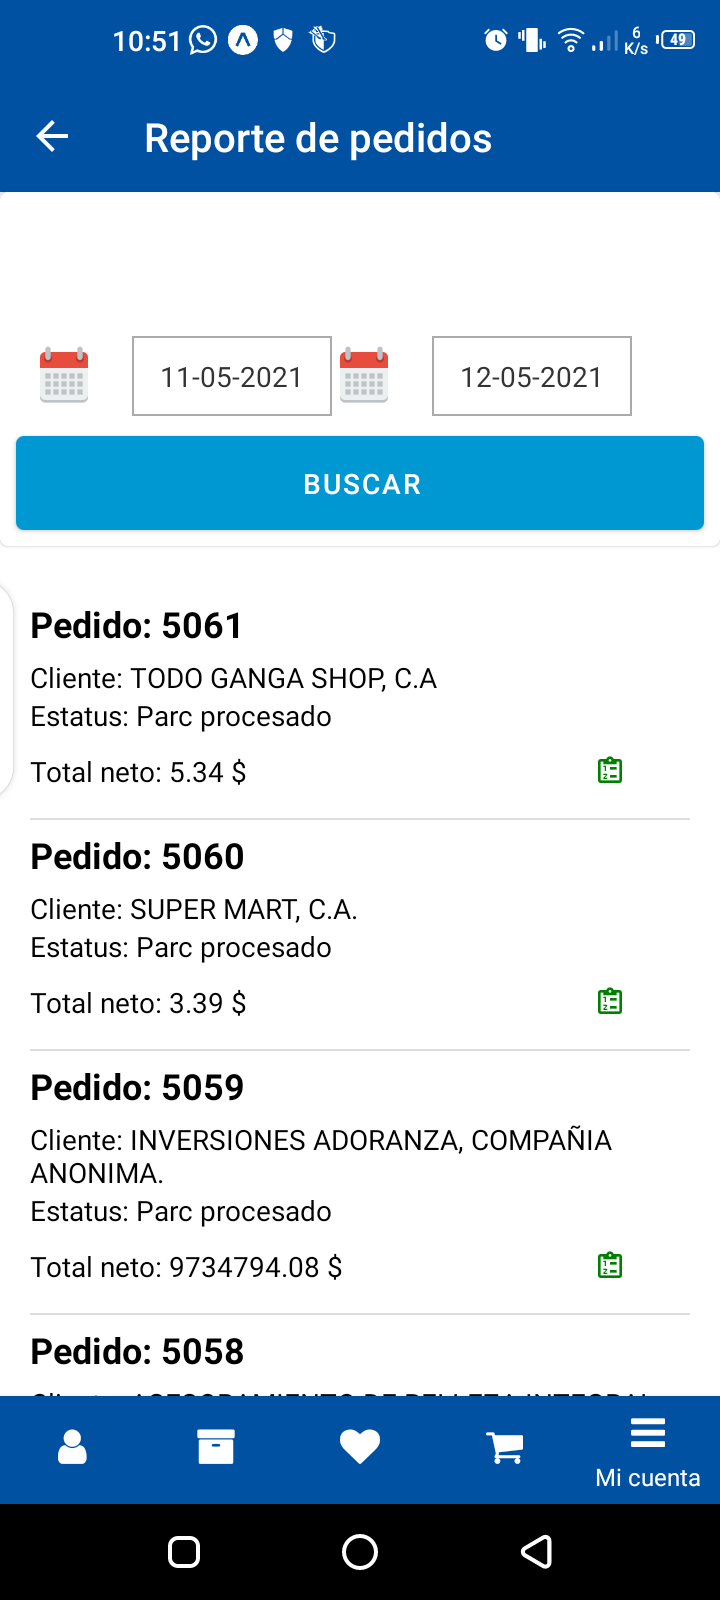 10:51
6
K/s
49
Reporte de pedidos
11-05-2021
12-05-2021
BUSCAR
Pedido: 5061
Cliente: TODO GANGA SHOP, C.A
Estatus: Parc procesado
Total neto: 5.34 $
Pedido: 5060
Cliente: SUPER MART, C.A.
Estatus: Parc procesado
Total neto: 3.39 $
Pedido: 5059
Cliente: INVERSIONES ADORANZA, COMPAÑIA
ANONIMA.
Estatus: Parc procesado
Total neto: 9734794.08 $
Pedido: 5058
Mi cuenta